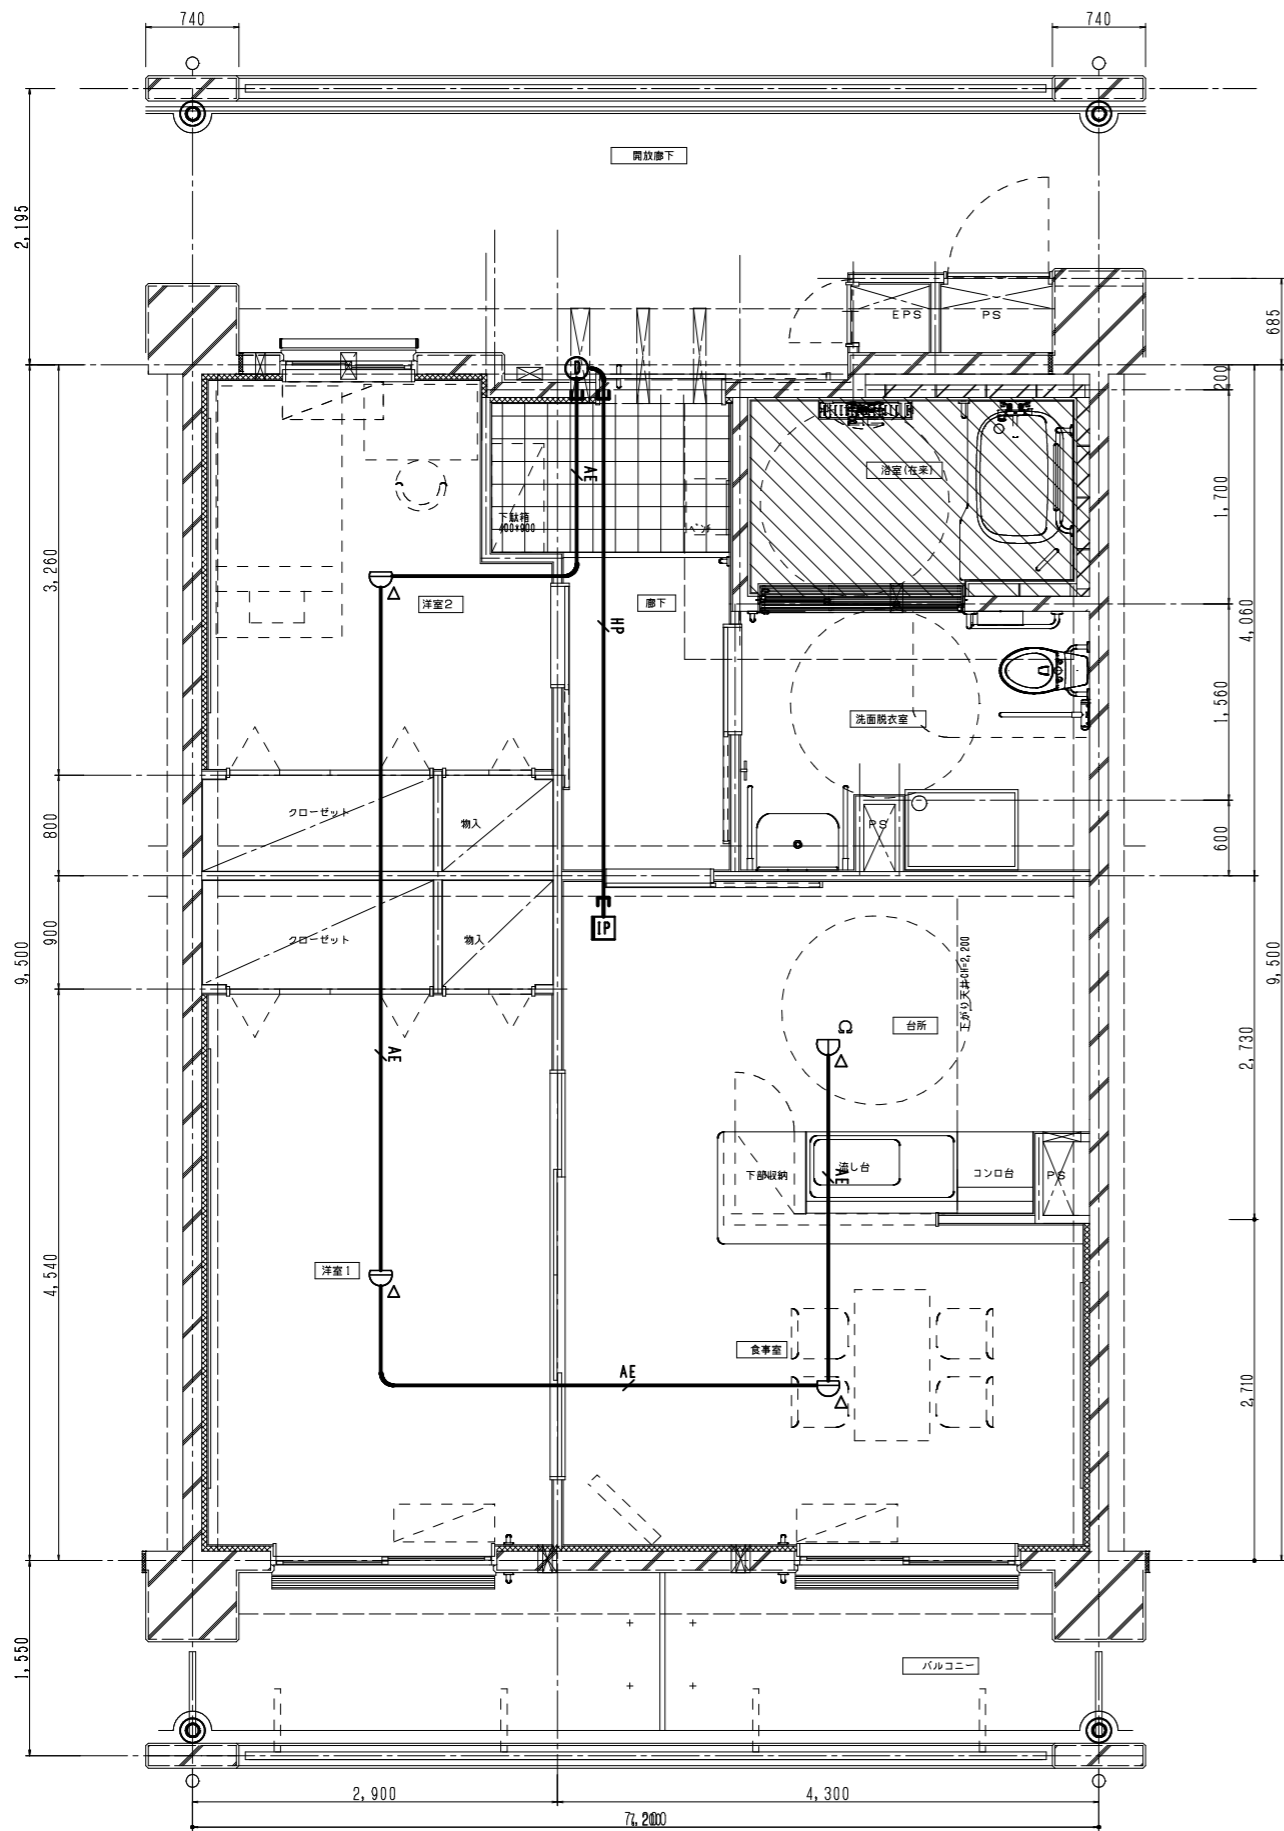 740
740
開放廊下
2,195
EPS
PS
685
P
200
浴室(在来)
AE
1,700
下駄箱
400*900
ベンチ
3,260
洋室2
廊下
HP
4,060
1,560
洗面脱衣室
クローゼット
物入
800
PS
600
クローゼット
物入
900
IP
9,500
9,500
下がり天井CH=2,200
Ω
台所
AE
2,730
流し台
下部収納
コンロ台
PS
AE
洋室1
4,540
食事室
AE
2,710
1,550
バルコニー
2,900
4,300
7,200